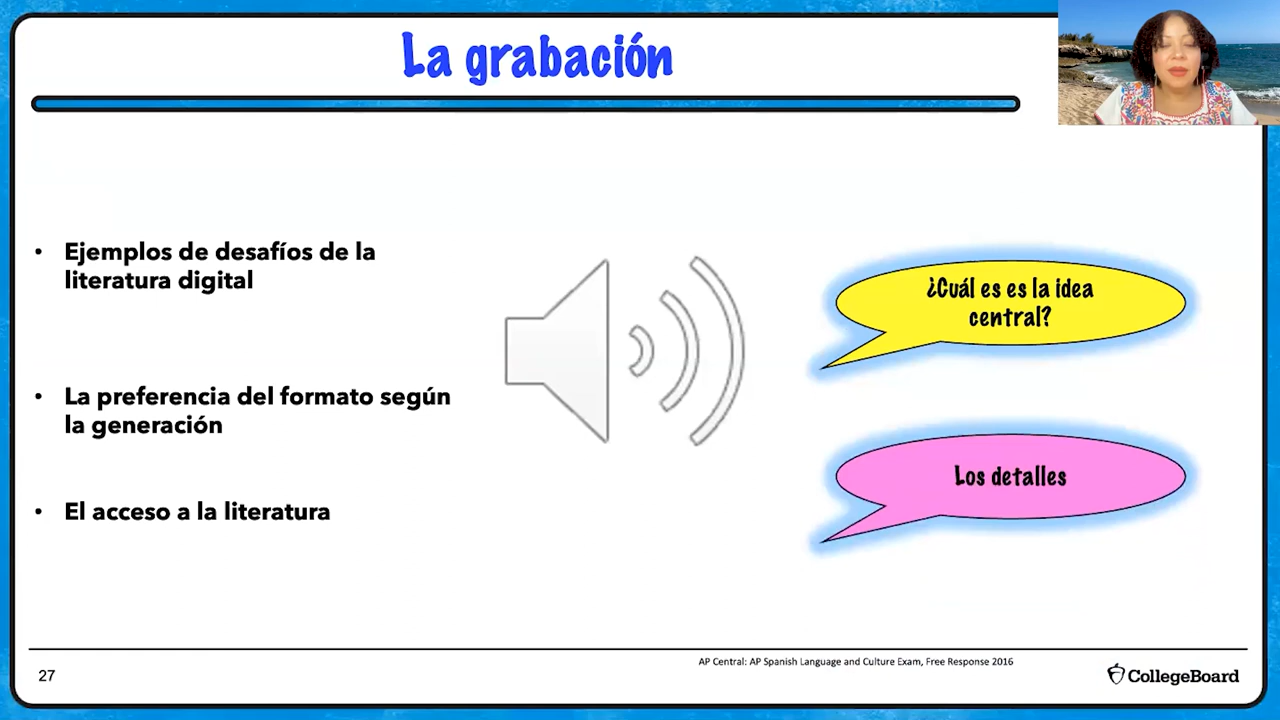 La grabación
• Ejemplos de desafíos de la
literatura digital
• La preferencia del formato según
la generación
• El acceso a la literatura
¿Cuál es es la idea
central?
Los detalles
AP Central: AP Spanish Language and Culture Exam, Free Response 2016
27
CollegeBoard